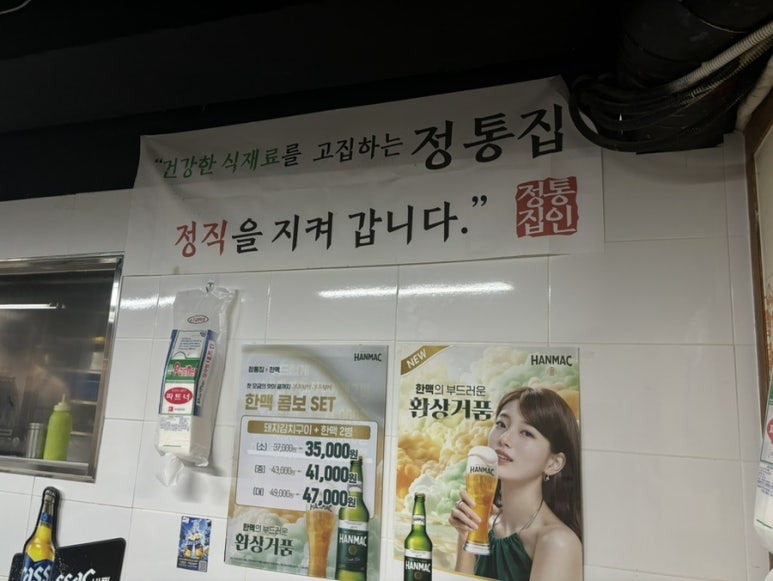 “건강한 식재료를 고집하는 정통집
정직을 지켜 갑니다.”
정통
집인
파트너
HANMAC
정통집 × 한맥
한맥 콤보 SET
돼지김치구이 + 한맥 2병
[소] 37,000원 → 35,000원
[중] 43,000원 → 41,000원
[대] 49,000원 → 47,000원
한맥의 부드러운
환상거품
HANMAC
NEW
HANMAC
한맥의 부드러운
환상거품
HANMAC
HANMAC